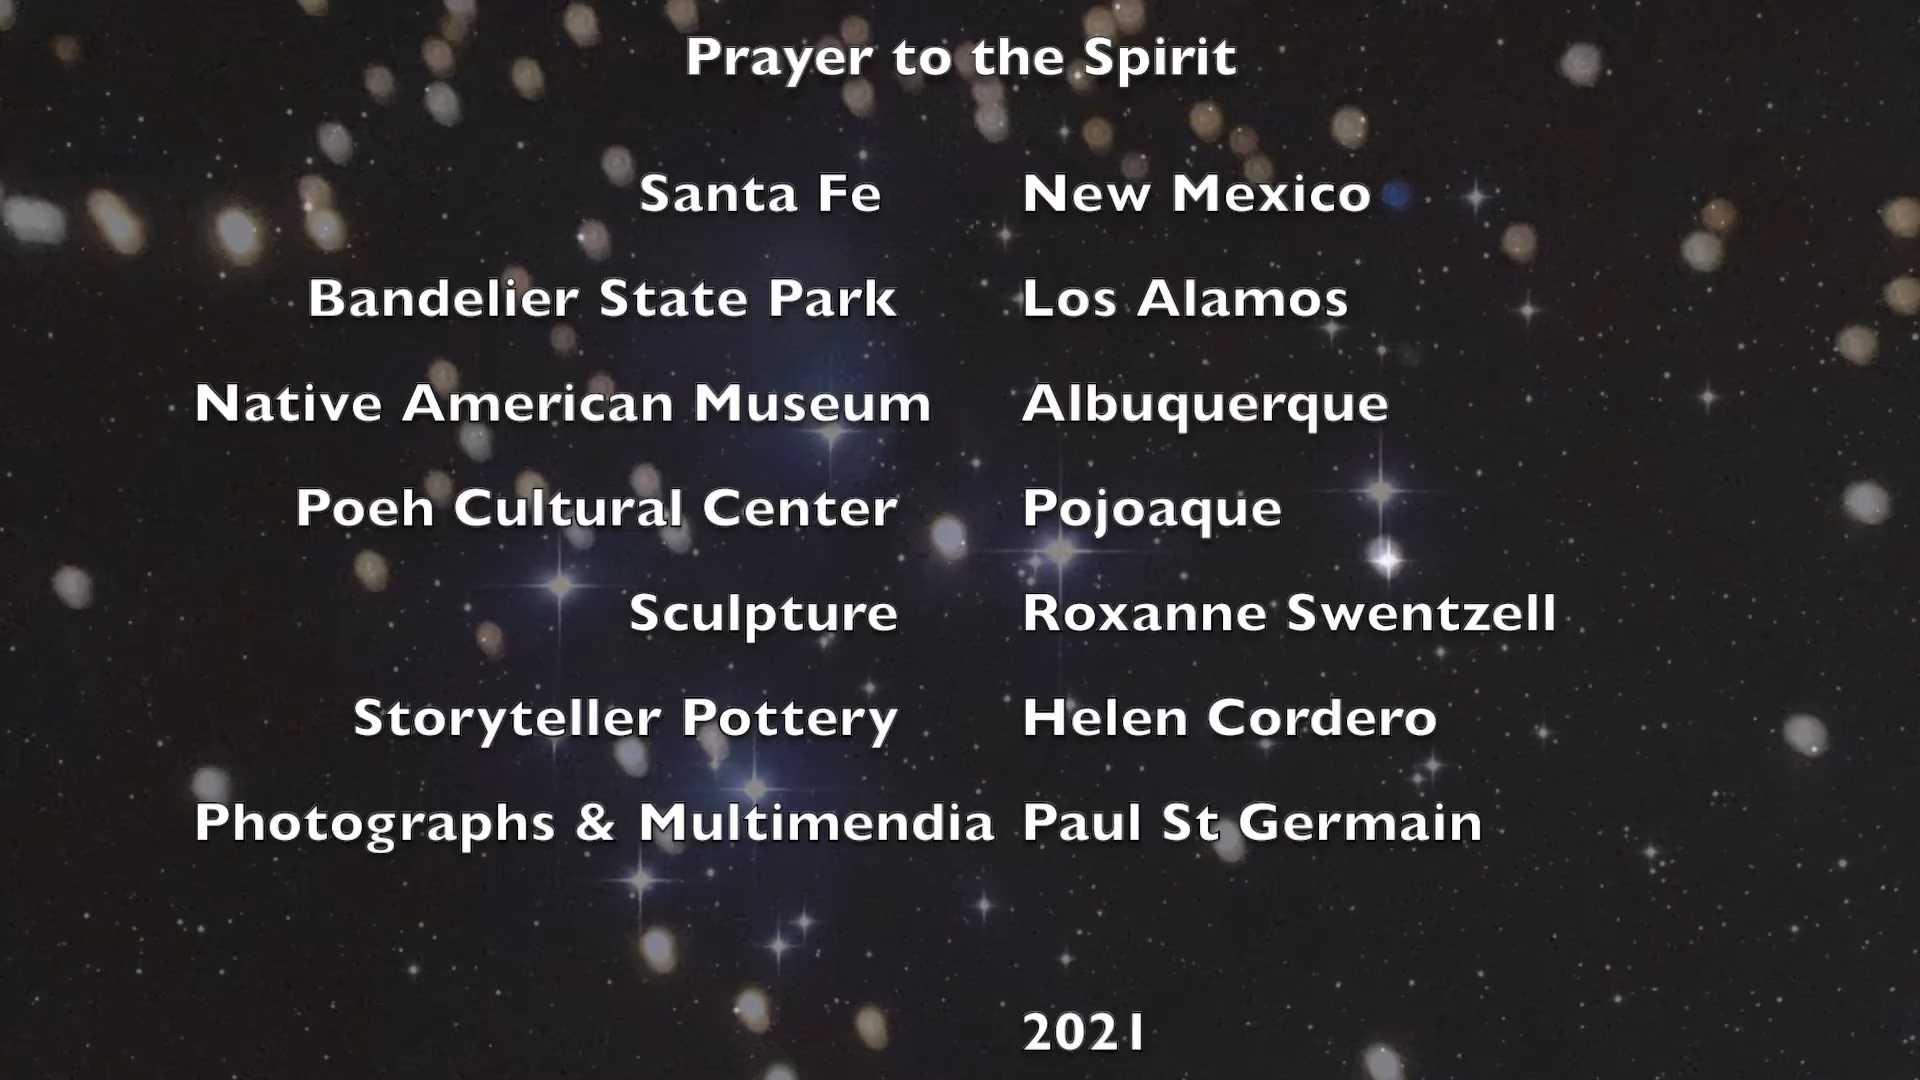 Prayer to the Spirit
Santa Fe New Mexico
Bandelier State Park Los Alamos
Native American Museum Albuquerque
Poeh Cultural Center Pojoaque
Sculpture Roxanne Swentzell
Storyteller Pottery Helen Cordero
Photographs & Multimendia Paul St Germain
2021